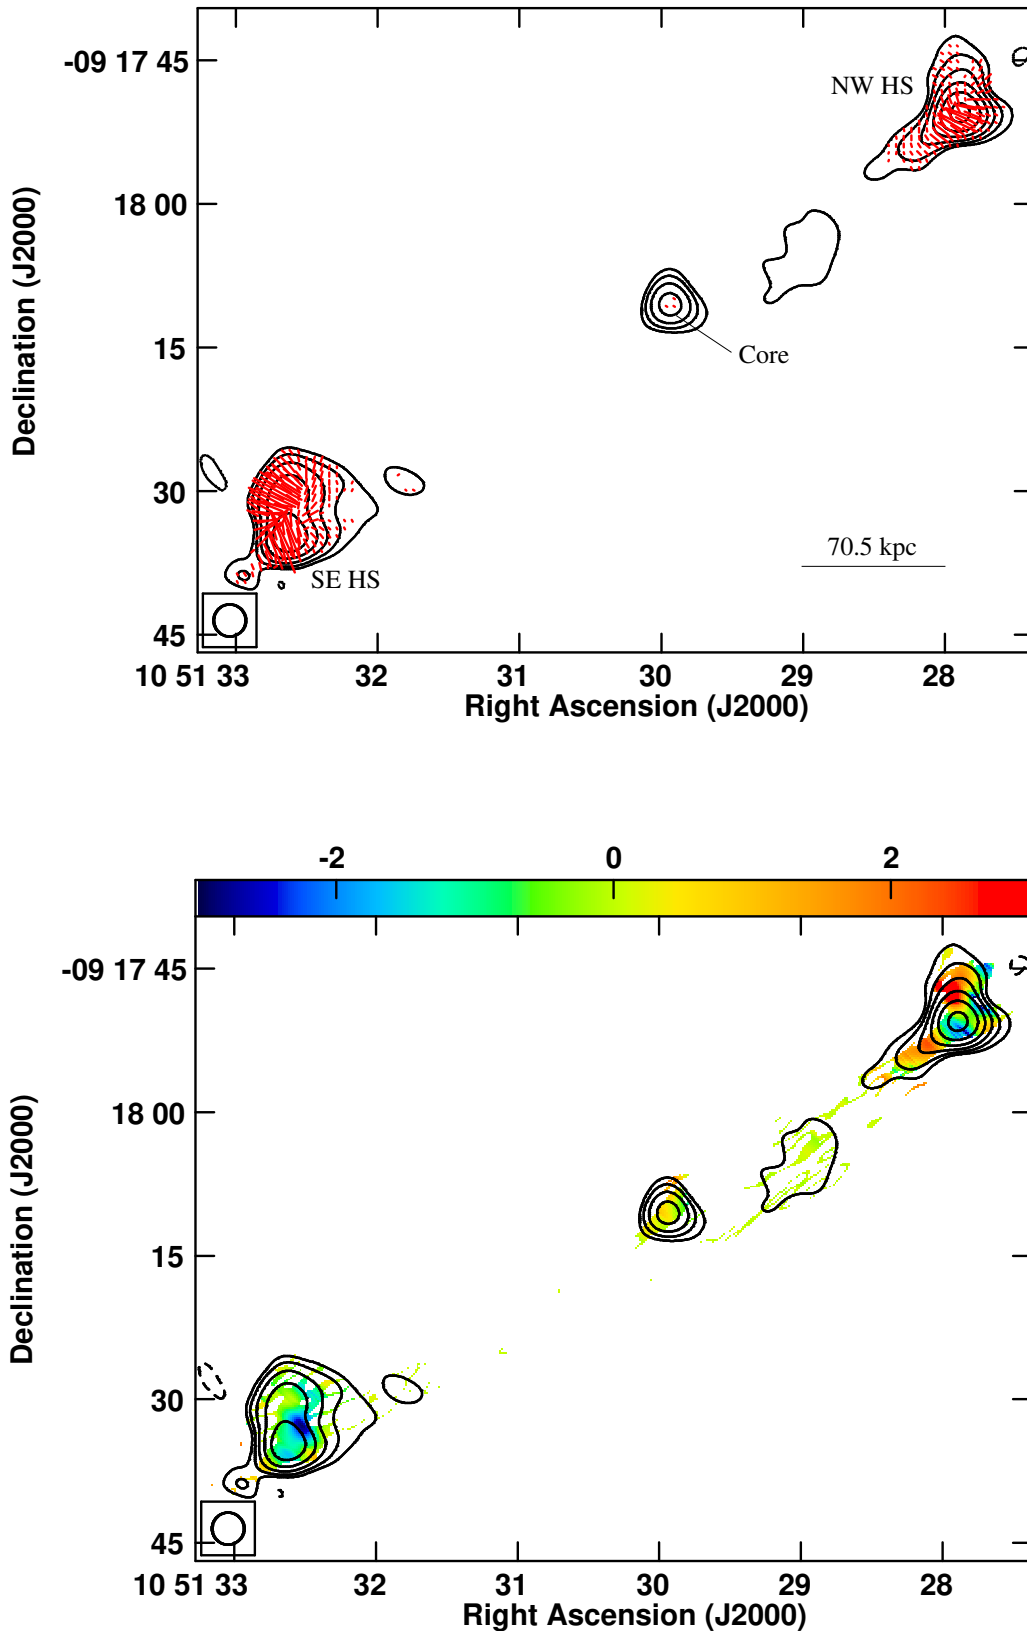 -09 17 45
NW HS
18 00
Core
15
30
SE HS
70.5 kpc
45
10 51 33 32 31 30 29 28
Right Ascension (J2000)
Declination (J2000)
-2 0 2
-09 17 45
18 00
15
30
45
10 51 33 32 31 30 29 28
Right Ascension (J2000)
Declination (J2000)